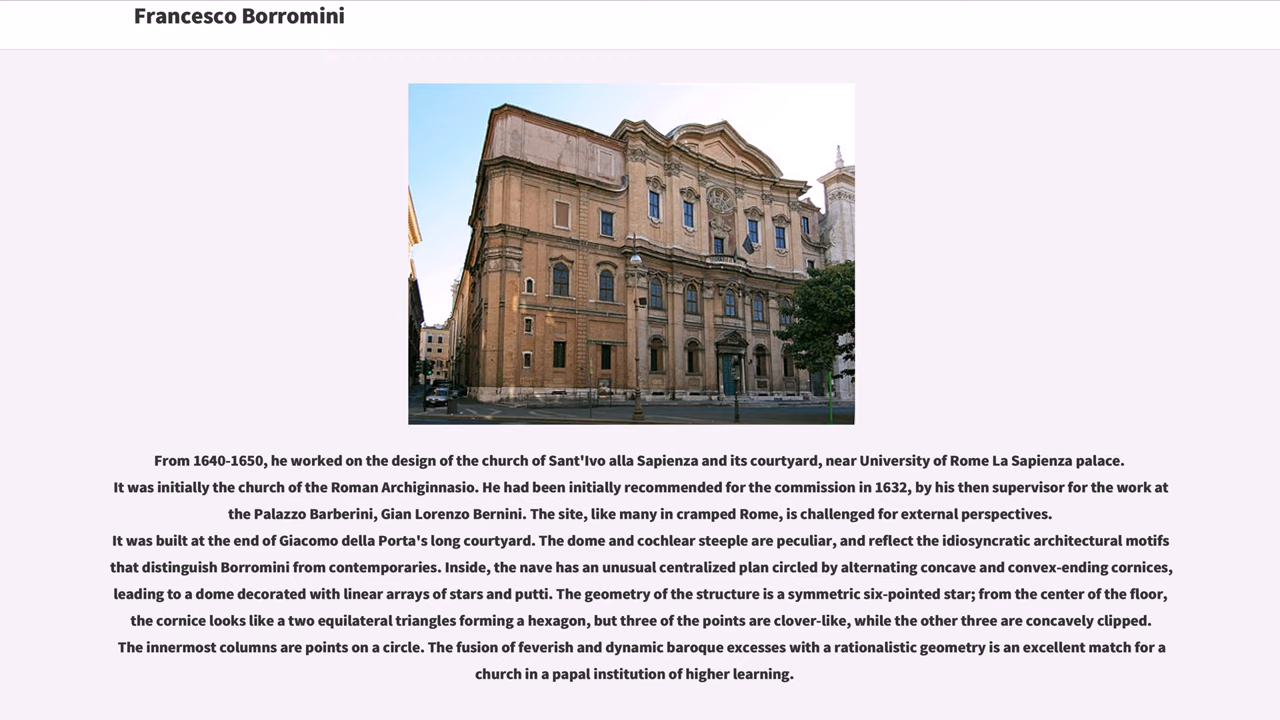 Francesco Borromini
From 1640-1650, he worked on the design of the church of Sant'Ivo alla Sapienza and its courtyard, near University of Rome La Sapienza palace.
It was initially the church of the Roman Archiginnasio. He had been initially recommended for the commission in 1632, by his then supervisor for the work at
the Palazzo Barberini, Gian Lorenzo Bernini. The site, like many in cramped Rome, is challenged for external perspectives.
It was built at the end of Giacomo della Porta's long courtyard. The dome and cochlear steeple are peculiar, and reflect the idiosyncratic architectural motifs
that distinguish Borromini from contemporaries. Inside, the nave has an unusual centralized plan circled by alternating concave and convex-ending cornices,
leading to a dome decorated with linear arrays of stars and putti. The geometry of the structure is a symmetric six-pointed star; from the center of the floor,
the cornice looks like a two equilateral triangles forming a hexagon, but three of the points are clover-like, while the other three are concavely clipped.
The innermost columns are points on a circle. The fusion of feverish and dynamic baroque excesses with a rationalistic geometry is an excellent match for a
church in a papal institution of higher learning.